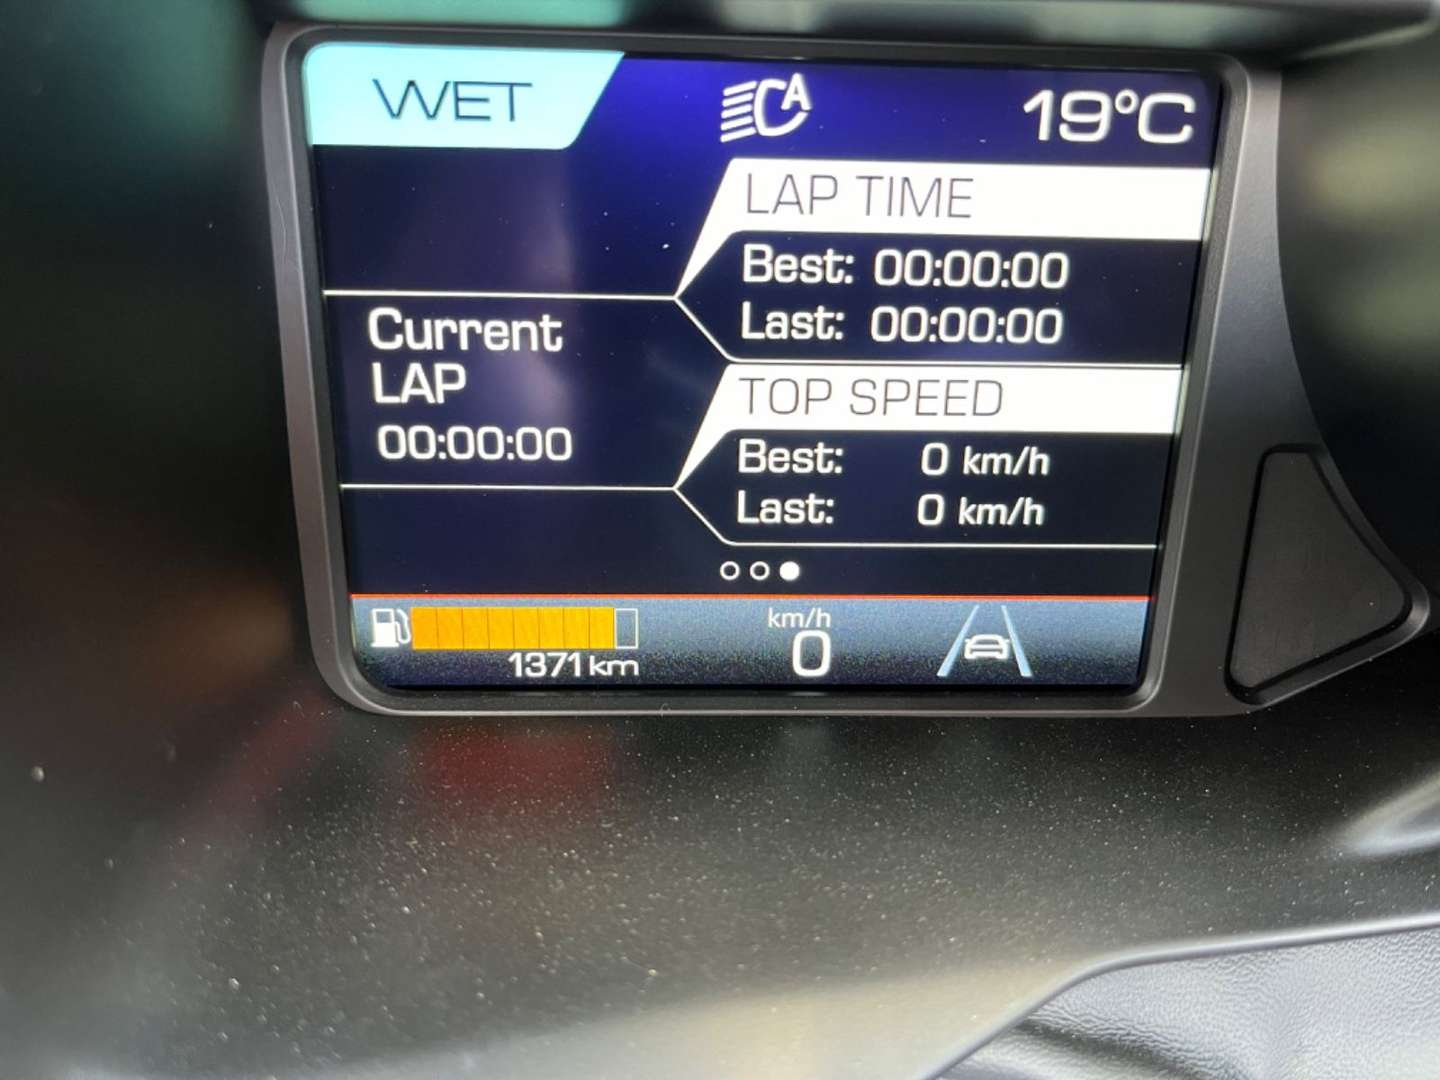 WET
A
19°C
LAP TIME
Best: 00:00:00
Last: 00:00:00
Current
LAP
00:00:00
TOP SPEED
Best: 0 km/h
Last: 0 km/h
1371 km
km/h
0